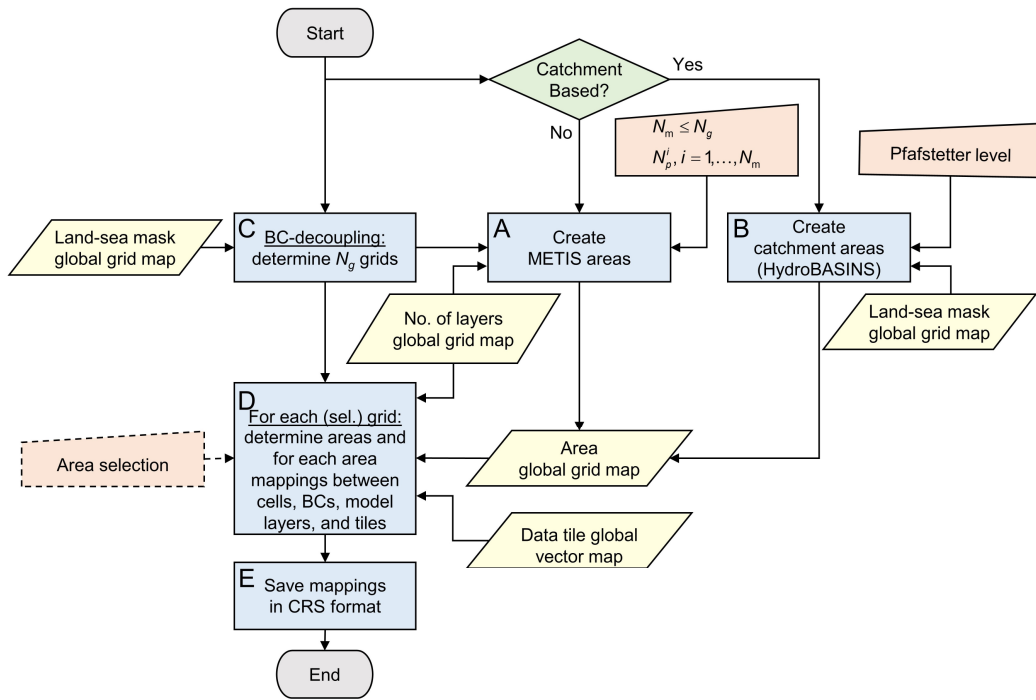 Start
Catchment
Based?
Yes
No
N_m ≤ N_g
N_p^i, i = 1,…,N_m
Pfafstetter level
Land-sea mask
global grid map
C
BC-decoupling:
determine N_g grids
A
Create
METIS areas
B
Create
catchment areas
(HydroBASINS)
No. of layers
global grid map
Land-sea mask
global grid map
D
For each (sel.) grid:
determine areas and
for each area
mappings between
cells, BCs, model
layers, and tiles
Area selection
Area
global grid map
Data tile global
vector map
E
Save mappings
in CRS format
End